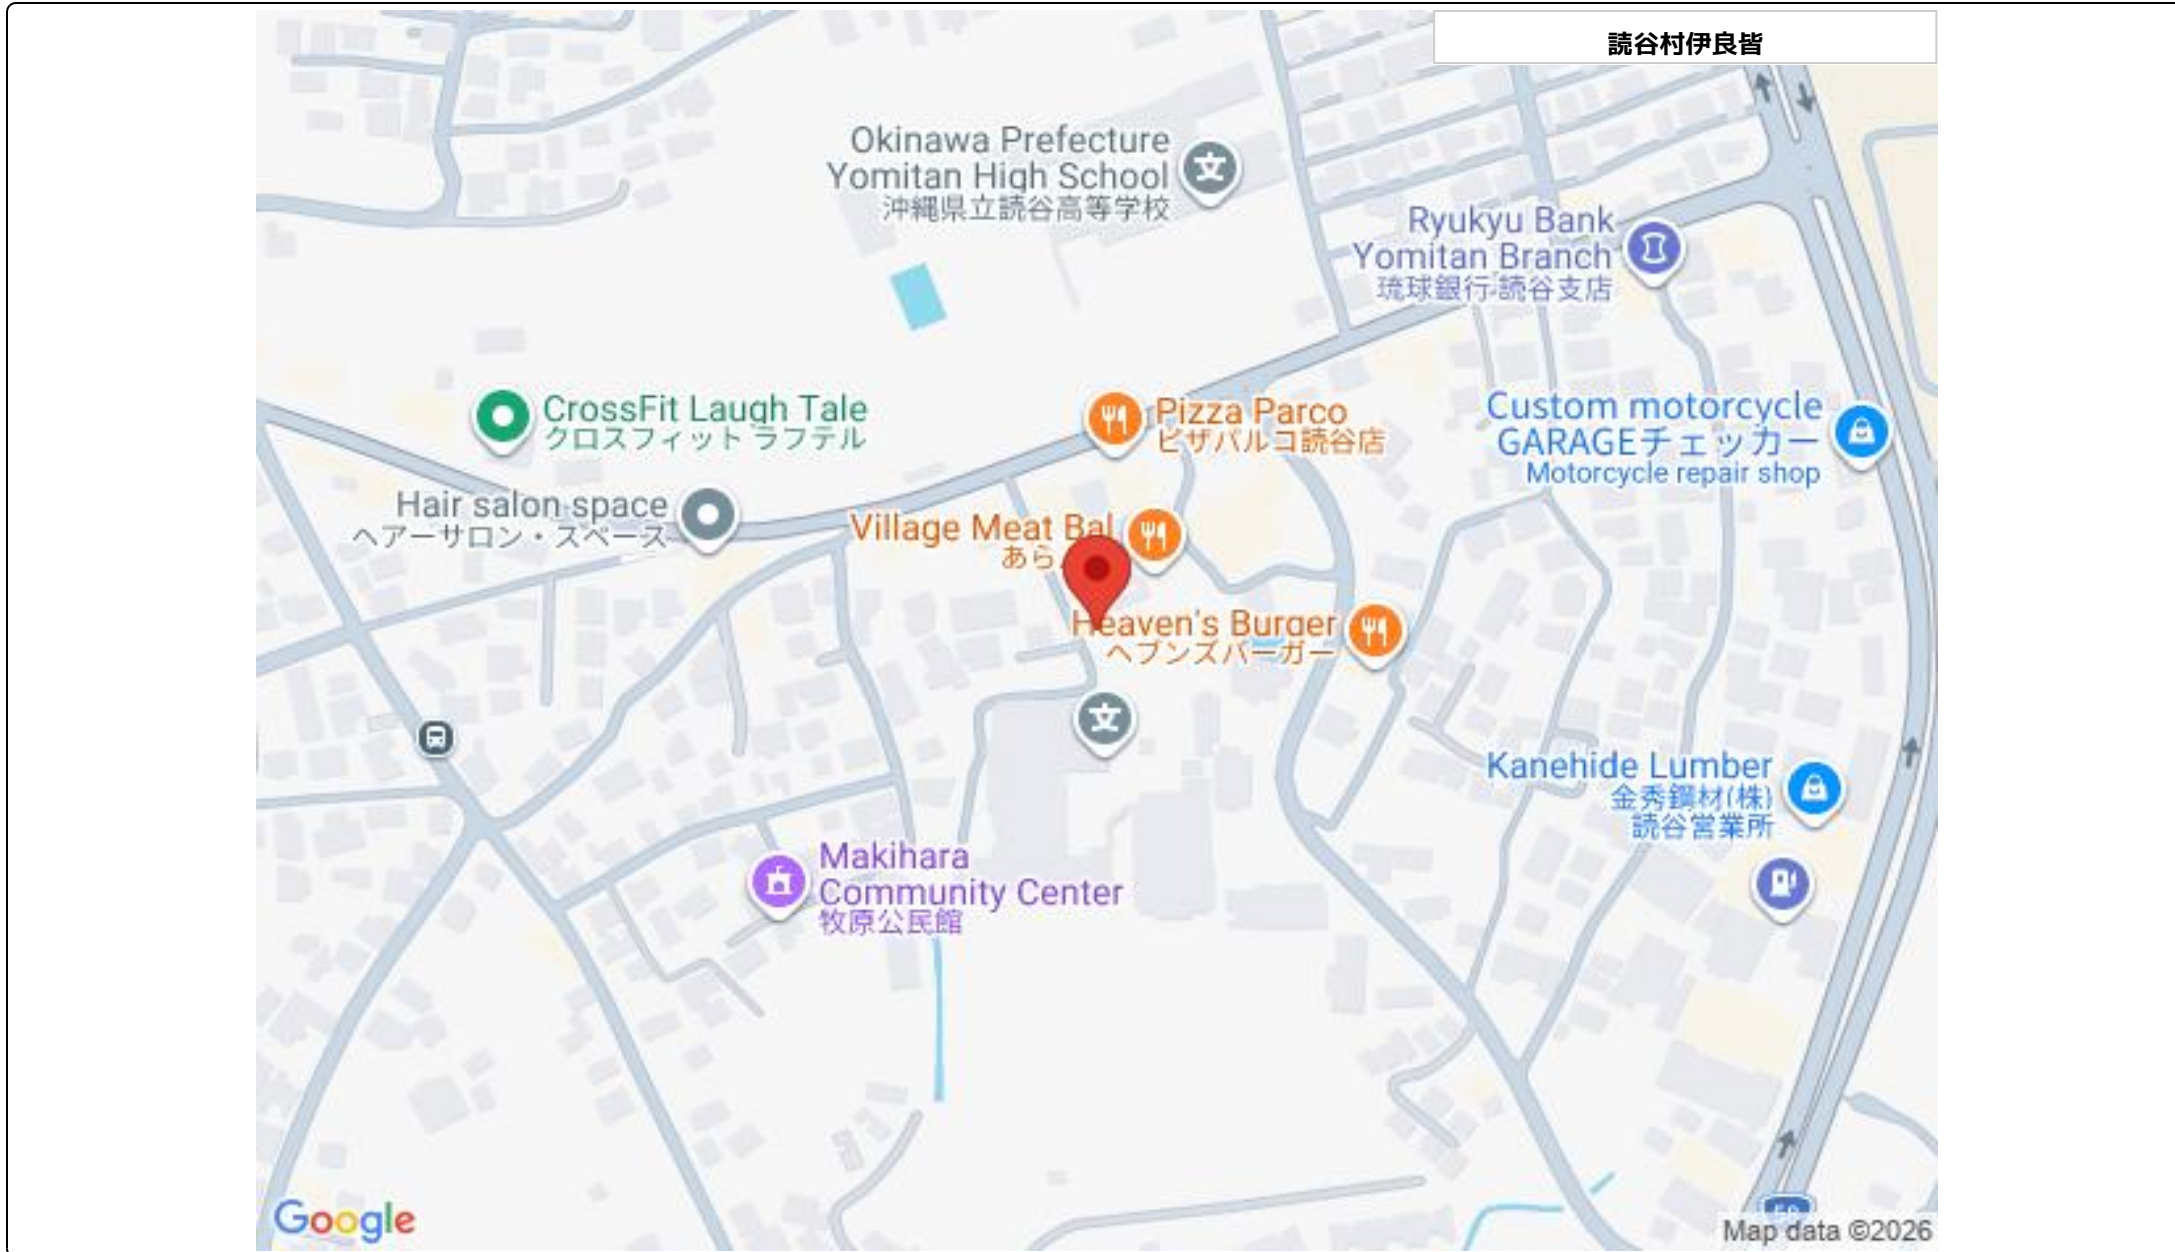 読谷村伊良皆
Okinawa Prefecture
Yomitan High School
沖縄県立読谷高等学校
Ryukyu Bank
Yomitan Branch
琉球銀行 読谷支店
CrossFit Laugh Tale
クロスフィット ラフテル
Pizza Parco
ピザパルコ読谷店
Custom motorcycle
GARAGEチェッカー
Motorcycle repair shop
Hair salon space
ヘアーサロン・スペース
Village Meat Bal
あら
Heaven's Burger
ヘブンズバーガー
Kanehide Lumber
金秀鋼材(株)
読谷営業所
Makihara
Community Center
牧原公民館
文
文
Google
Map data ©2026